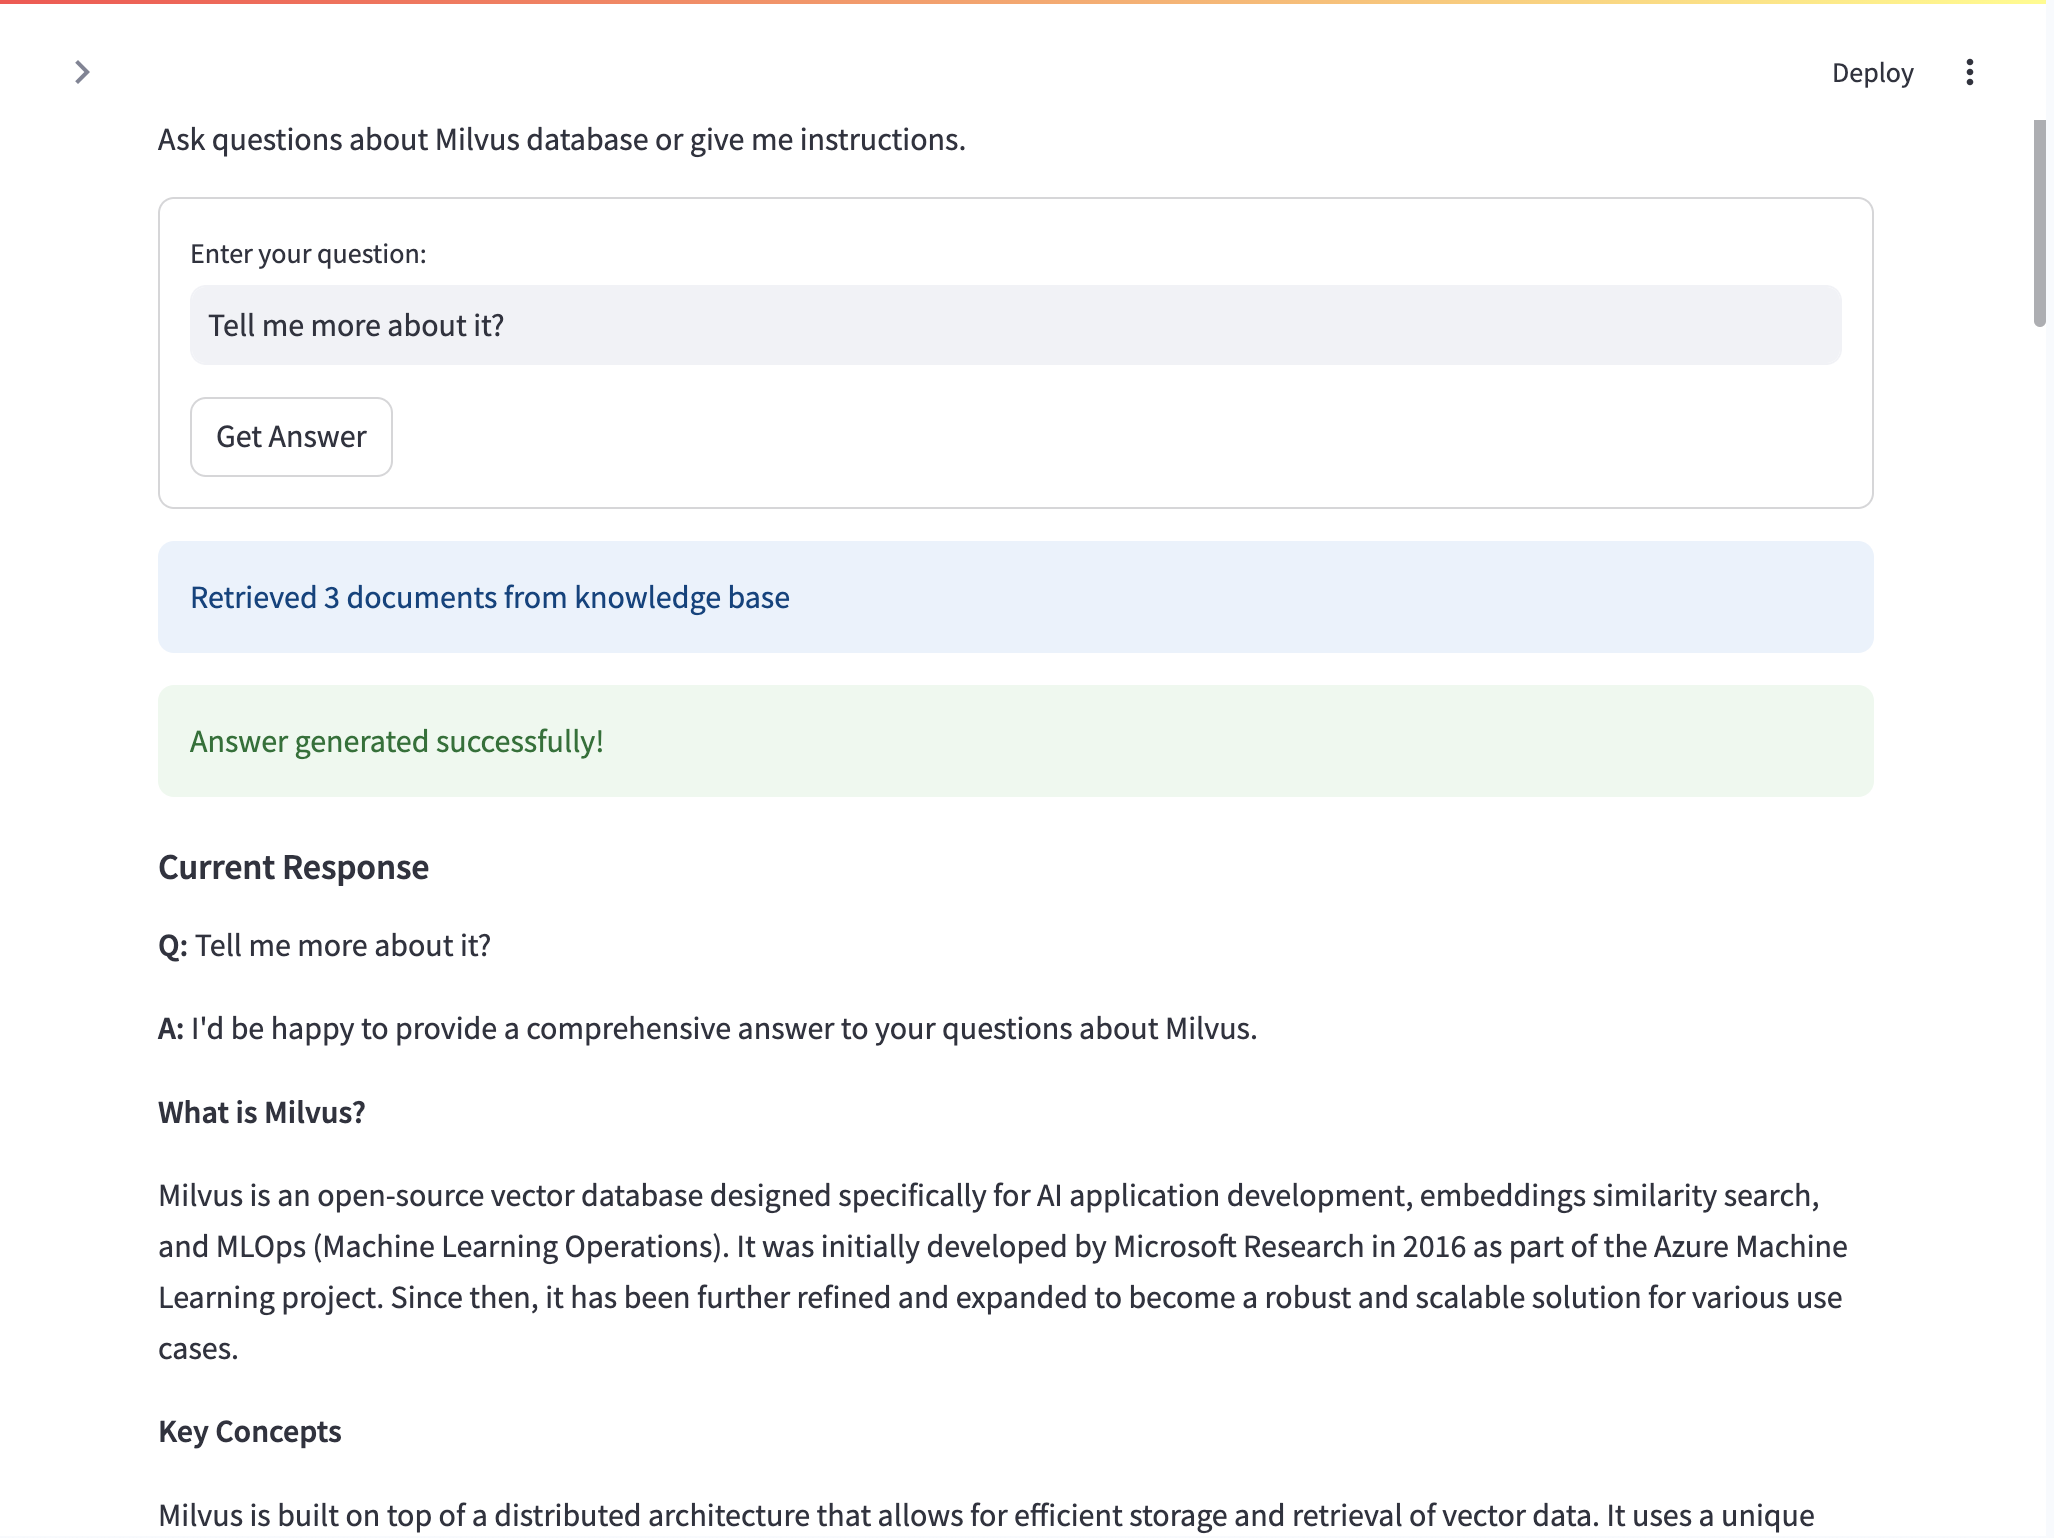 Deploy
Ask questions about Milvus database or give me instructions.
Enter your question:
Tell me more about it?
Get Answer
Retrieved 3 documents from knowledge base
Answer generated successfully!
Current Response
Q: Tell me more about it?
A: I'd be happy to provide a comprehensive answer to your questions about Milvus.
What is Milvus?
Milvus is an open-source vector database designed specifically for AI application development, embeddings similarity search,
and MLOps (Machine Learning Operations). It was initially developed by Microsoft Research in 2016 as part of the Azure Machine
Learning project. Since then, it has been further refined and expanded to become a robust and scalable solution for various use
cases.
Key Concepts
Milvus is built on top of a distributed architecture that allows for efficient storage and retrieval of vector data. It uses a unique